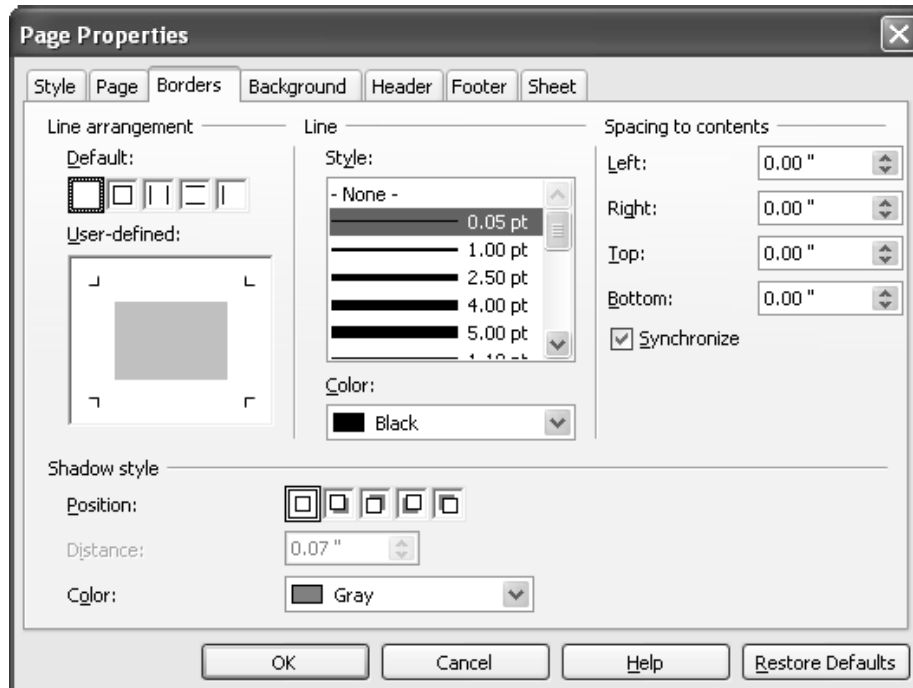 Page Properties
Style Page Borders Background Header Footer Sheet
Line arrangement
Default:
User-defined:
Line
Style:
- None -
0.05 pt
1.00 pt
2.50 pt
4.00 pt
5.00 pt
Color:
Black
Spacing to contents
Left: 0.00 "
Right: 0.00 "
Top: 0.00 "
Bottom: 0.00 "
Synchronize
Shadow style
Position:
Distance: 0.07 "
Color: Gray
OK Cancel Help Restore Defaults